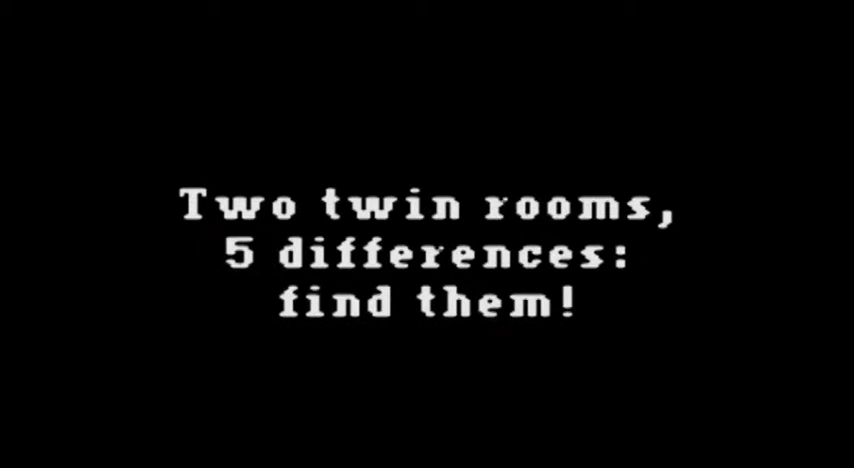 Two twin rooms,
5 differences:
find them!